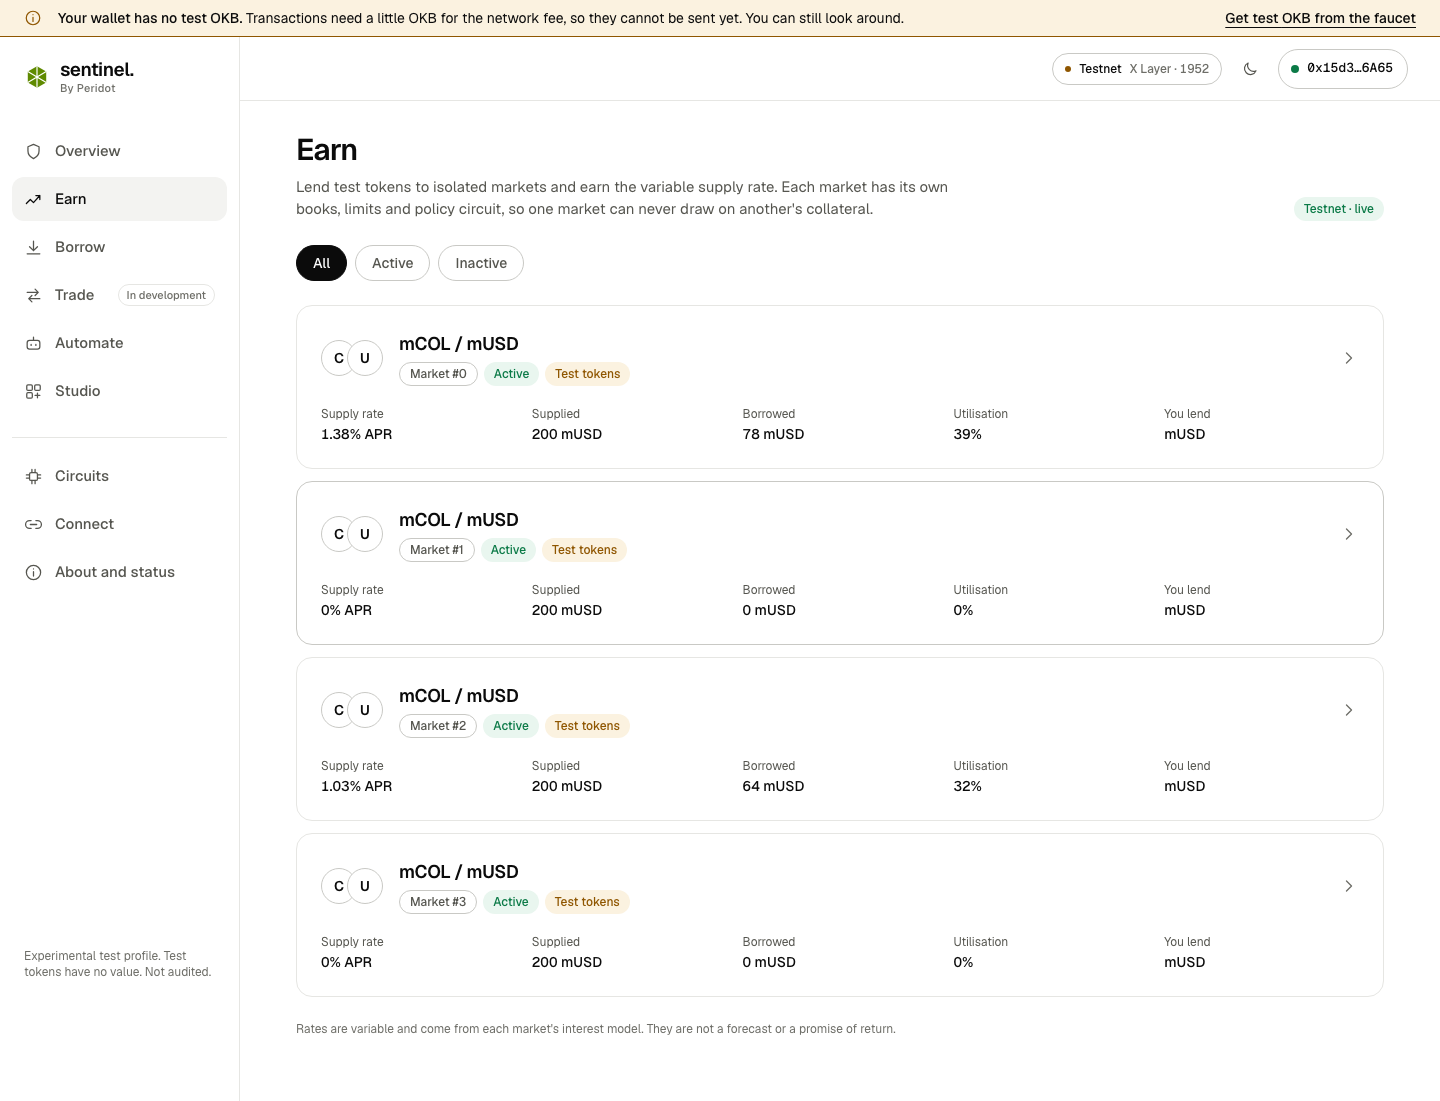 Your wallet has no test OKB. Transactions need a little OKB for the network fee, so they cannot be sent yet. You can still look around.
Get test OKB from the faucet
sentinel.
By Peridot
Testnet X Layer · 1952
0x15d3…6A65
Overview
Earn
Borrow
Trade
In development
Automate
Studio
Circuits
Connect
About and status
Experimental test profile. Test
tokens have no value. Not audited.
Earn
Lend test tokens to isolated markets and earn the variable supply rate. Each market has its own
books, limits and policy circuit, so one market can never draw on another's collateral.
Testnet · live
All
Active
Inactive
C U
mCOL / mUSD
Market #0 Active Test tokens
Supply rate Supplied Borrowed Utilisation You lend
1.38% APR 200 mUSD 78 mUSD 39% mUSD
C U
mCOL / mUSD
Market #1 Active Test tokens
Supply rate Supplied Borrowed Utilisation You lend
0% APR 200 mUSD 0 mUSD 0% mUSD
C U
mCOL / mUSD
Market #2 Active Test tokens
Supply rate Supplied Borrowed Utilisation You lend
1.03% APR 200 mUSD 64 mUSD 32% mUSD
C U
mCOL / mUSD
Market #3 Active Test tokens
Supply rate Supplied Borrowed Utilisation You lend
0% APR 200 mUSD 0 mUSD 0% mUSD
Rates are variable and come from each market's interest model. They are not a forecast or a promise of return.